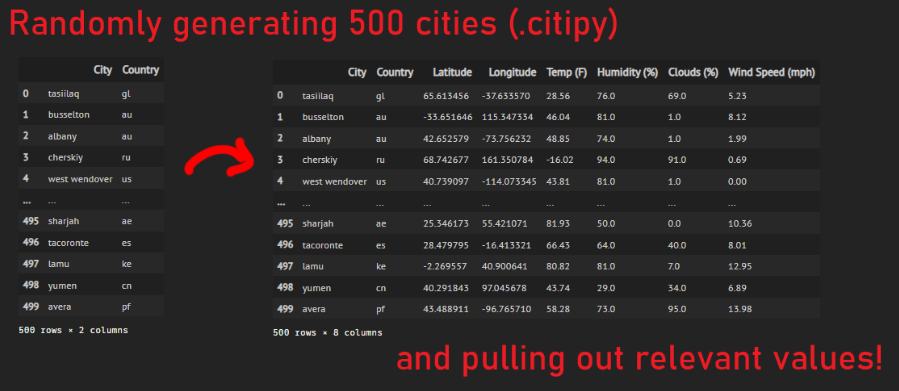 Randomly generating 500 cities (.citipy)
City Country
0 tasiilaq gl
1 busselton au
2 albany au
3 cherskiy ru
4 west wendover us
... ... ...
495 sharjah ae
496 tacoronte es
497 lamu ke
498 yumen cn
499 avera pf
500 rows × 2 columns
City Country Latitude Longitude Temp (F) Humidity (%) Clouds (%) Wind Speed (mph)
0 tasiilaq gl 65.613456 -37.633570 28.56 76.0 69.0 5.23
1 busselton au -33.651646 115.347334 46.04 81.0 1.0 8.12
2 albany au 42.652579 -73.756232 48.85 74.0 1.0 1.99
3 cherskiy ru 68.742677 161.350784 -16.02 94.0 91.0 0.69
4 west wendover us 40.739097 -114.073345 43.81 81.0 1.0 0.00
... ... ... ... ... ... ... ... ...
495 sharjah ae 25.346173 55.421071 81.93 50.0 0.0 10.36
496 tacoronte es 28.479795 -16.413321 66.43 64.0 40.0 8.01
497 lamu ke -2.269557 40.900641 80.82 81.0 7.0 12.95
498 yumen cn 40.291843 97.045678 43.74 29.0 34.0 6.89
499 avera pf 43.488911 -96.765710 58.28 73.0 95.0 13.98
500 rows × 8 columns
and pulling out relevant values!